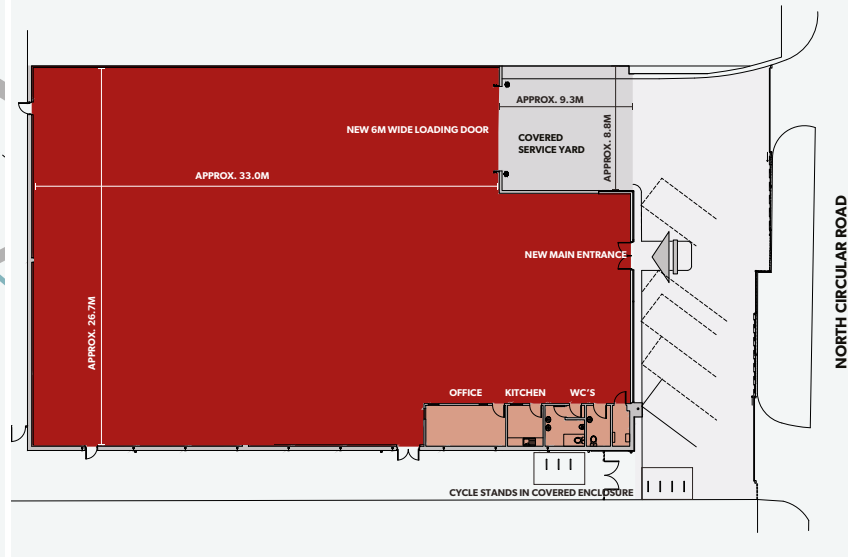 APPROX. 9.3M
NEW 6M WIDE LOADING DOOR
COVERED
SERVICE YARD
APPROX. 8.8M
APPROX. 33.0M
NEW MAIN ENTRANCE
NORTH CIRCULAR ROAD
APPROX. 26.7M
OFFICE
KITCHEN
WC'S
CYCLE STANDS IN COVERED ENCLOSURE